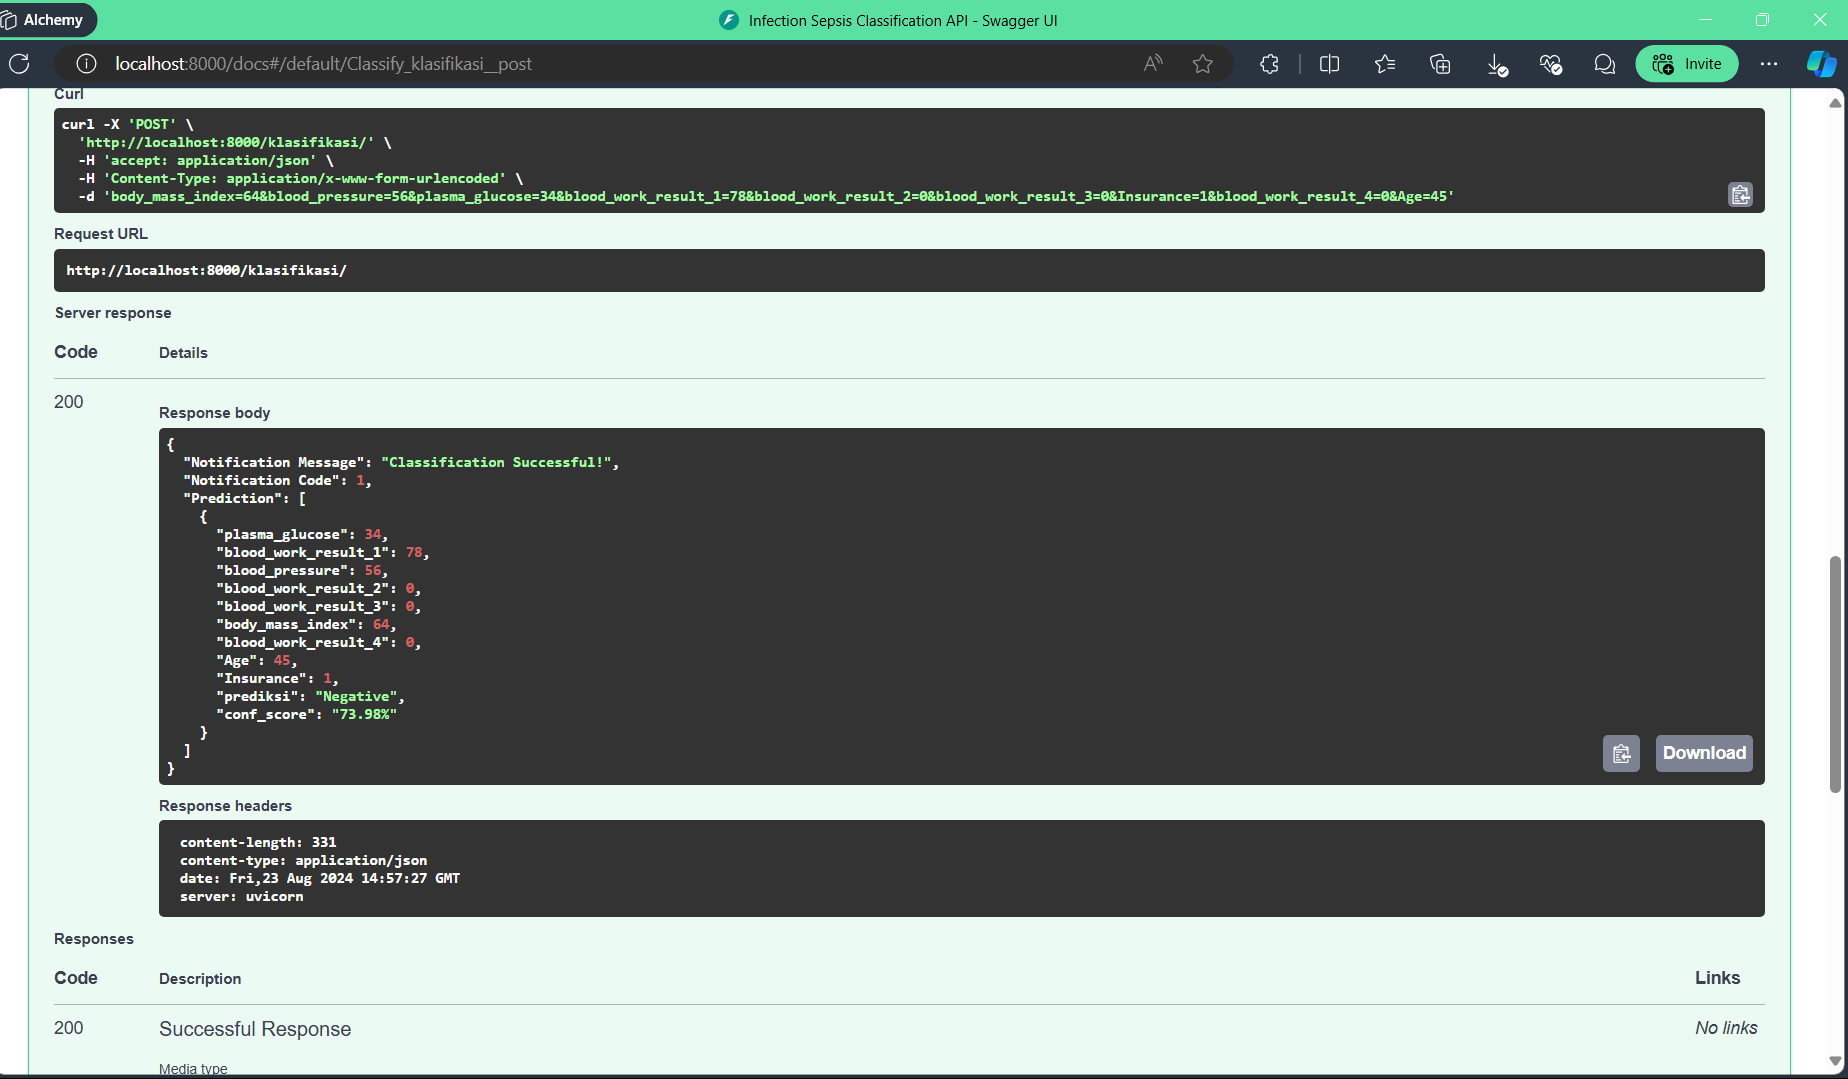 Alchemy
Infection Sepsis Classification API - Swagger UI
localhost:8000/docs#/default/Classify_klasifikasi__post
Invite
Curl
curl -X 'POST' \
'http://localhost:8000/klasifikasi/' \
-H 'accept: application/json' \
-H 'Content-Type: application/x-www-form-urlencoded' \
-d 'body_mass_index=64&blood_pressure=56&plasma_glucose=34&blood_work_result_1=78&blood_work_result_2=0&blood_work_result_3=0&Insurance=1&blood_work_result_4=0&Age=45'
Request URL
http://localhost:8000/klasifikasi/
Server response
Code Details
200
Response body
{
"Notification Message": "Classification Successful!",
"Notification Code": 1,
"Prediction": [
{
"plasma_glucose": 34,
"blood_work_result_1": 78,
"blood_pressure": 56,
"blood_work_result_2": 0,
"blood_work_result_3": 0,
"body_mass_index": 64,
"blood_work_result_4": 0,
"Age": 45,
"Insurance": 1,
"prediksi": "Negative",
"conf_score": "73.98%"
}
]
}
Download
Response headers
content-length: 331
content-type: application/json
date: Fri,23 Aug 2024 14:57:27 GMT
server: uvicorn
Responses
Code Description Links
200 Successful Response No links
Media type